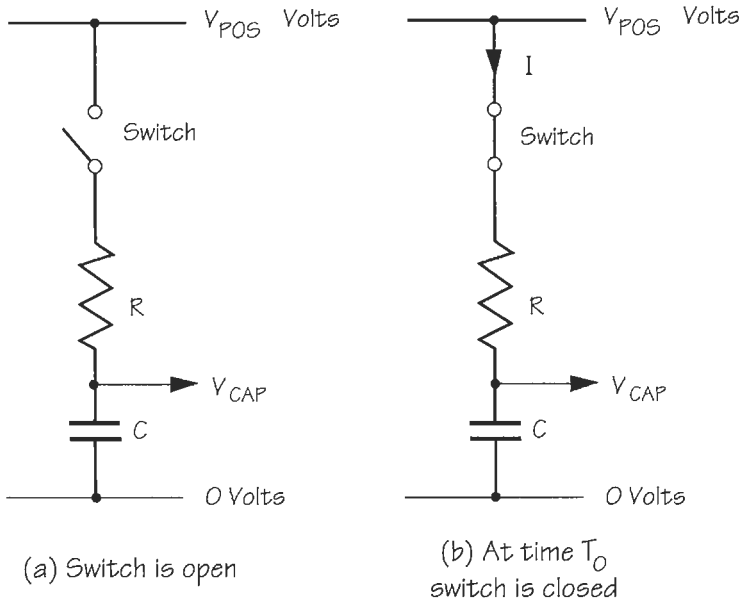 V_POS Volts
Switch
R
V_CAP
C
0 Volts
(a) Switch is open
V_POS Volts
I
Switch
R
V_CAP
C
0 Volts
(b) At time T_0
switch is closed